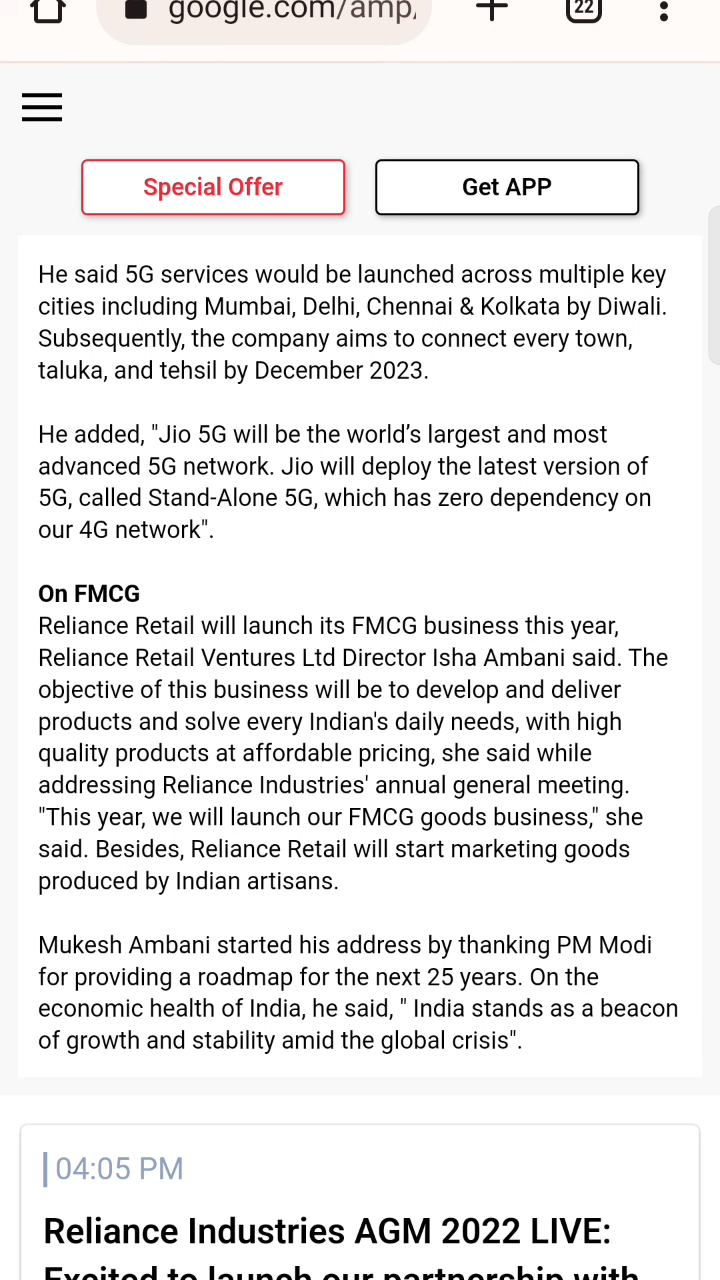 google.com/amp
22
Special Offer
Get APP
He said 5G services would be launched across multiple key
cities including Mumbai, Delhi, Chennai & Kolkata by Diwali.
Subsequently, the company aims to connect every town,
taluka, and tehsil by December 2023.
He added, "Jio 5G will be the world’s largest and most
advanced 5G network. Jio will deploy the latest version of
5G, called Stand-Alone 5G, which has zero dependency on
our 4G network".
On FMCG
Reliance Retail will launch its FMCG business this year,
Reliance Retail Ventures Ltd Director Isha Ambani said. The
objective of this business will be to develop and deliver
products and solve every Indian's daily needs, with high
quality products at affordable pricing, she said while
addressing Reliance Industries' annual general meeting.
"This year, we will launch our FMCG goods business," she
said. Besides, Reliance Retail will start marketing goods
produced by Indian artisans.
Mukesh Ambani started his address by thanking PM Modi
for providing a roadmap for the next 25 years. On the
economic health of India, he said, " India stands as a beacon
of growth and stability amid the global crisis".
04:05 PM
Reliance Industries AGM 2022 LIVE:
Excited to launch our partnership with